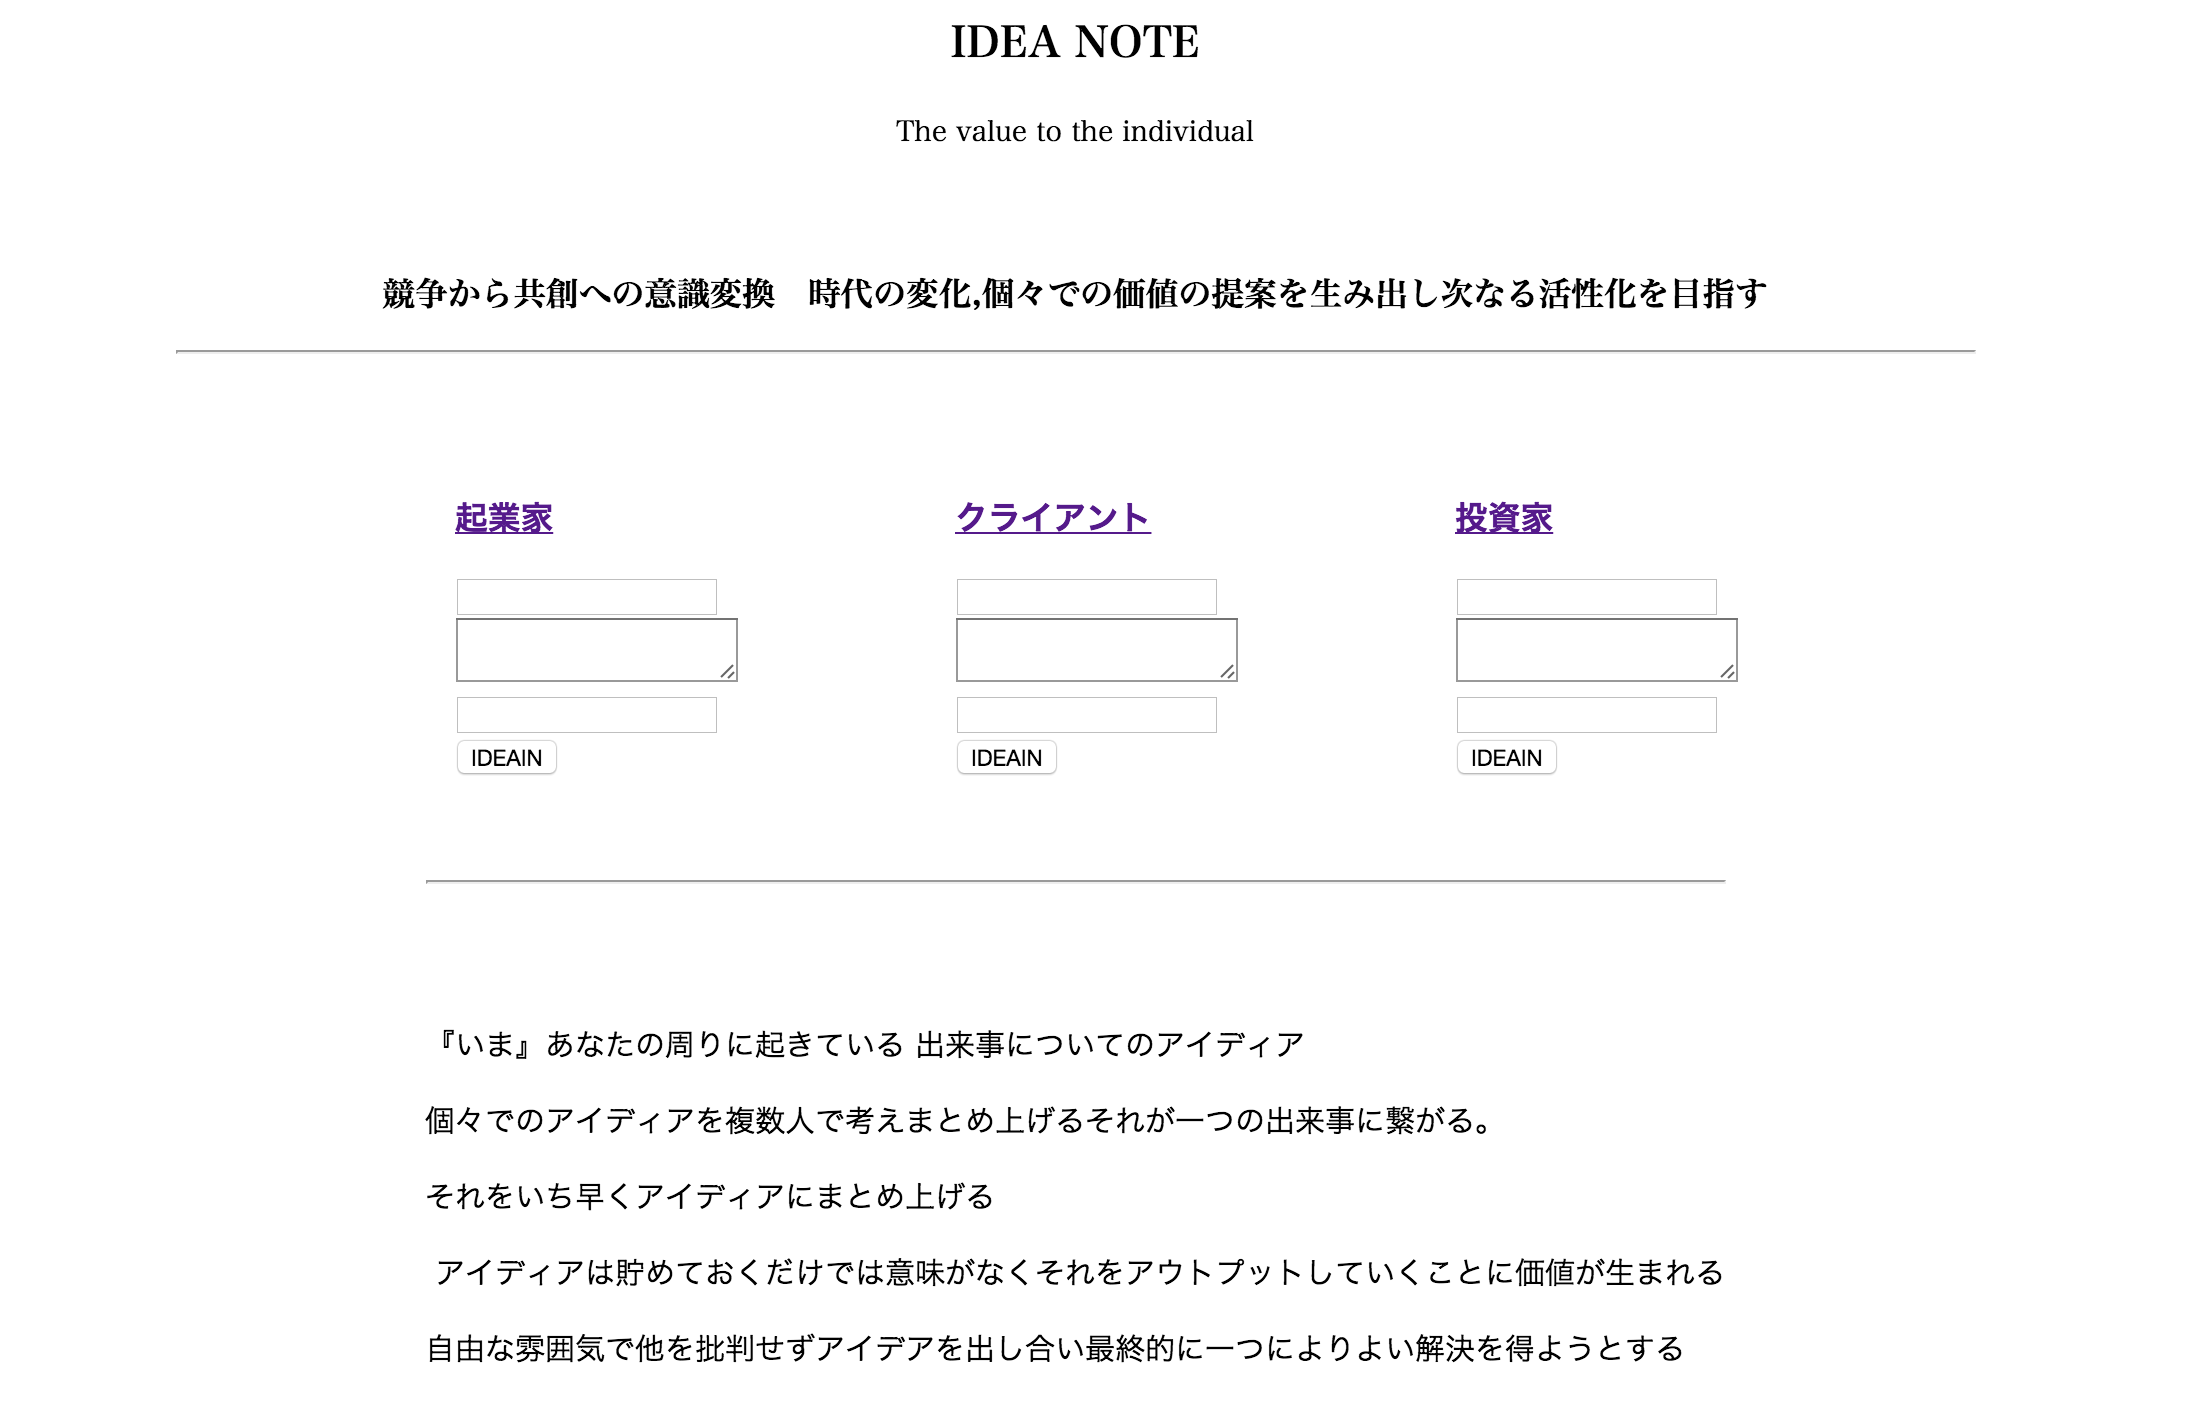 IDEA NOTE
The value to the individual
競争から共創への意識変換　時代の変化,個々での価値の提案を生み出し次なる活性化を目指す
起業家
クライアント
投資家
IDEAIN
IDEAIN
IDEAIN
『いま』あなたの周りに起きている 出来事についてのアイディア
個々でのアイディアを複数人で考えまとめ上げるそれが一つの出来事に繋がる。
それをいち早くアイディアにまとめ上げる
アイディアは貯めておくだけでは意味がなくそれをアウトプットしていくことに価値が生まれる
自由な雰囲気で他を批判せずアイデアを出し合い最終的に一つによりよい解決を得ようとする